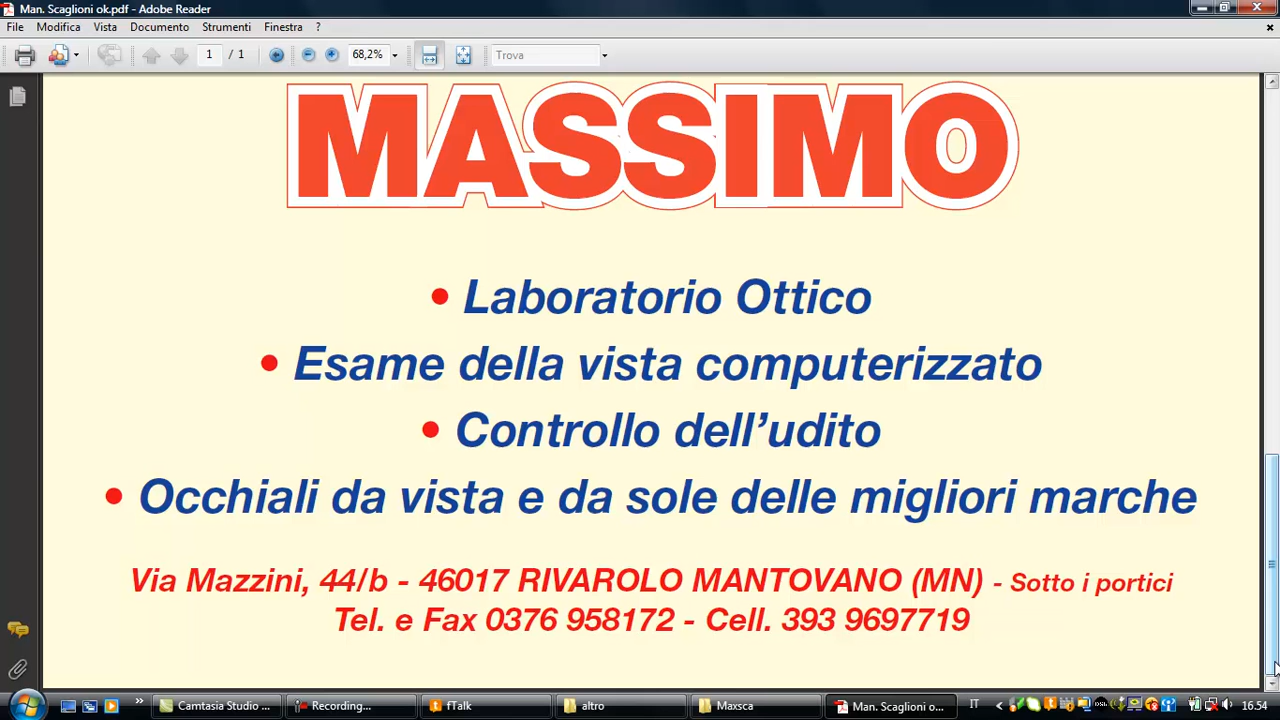 Man. Scaglioni ok.pdf - Adobe Reader
File Modifica Vista Documento Strumenti Finestra ?
1 / 1 68,2% Trova
MASSIMO
• Laboratorio Ottico
• Esame della vista computerizzato
• Controllo dell’udito
• Occhiali da vista e da sole delle migliori marche
Via Mazzini, 44/b - 46017 RIVAROLO MANTOVANO (MN) - Sotto i portici
Tel. e Fax 0376 958172 - Cell. 393 9697719
Camtasia Studio ... Recording... fTalk altro Maxsca Man. Scaglioni o... IT 16.54